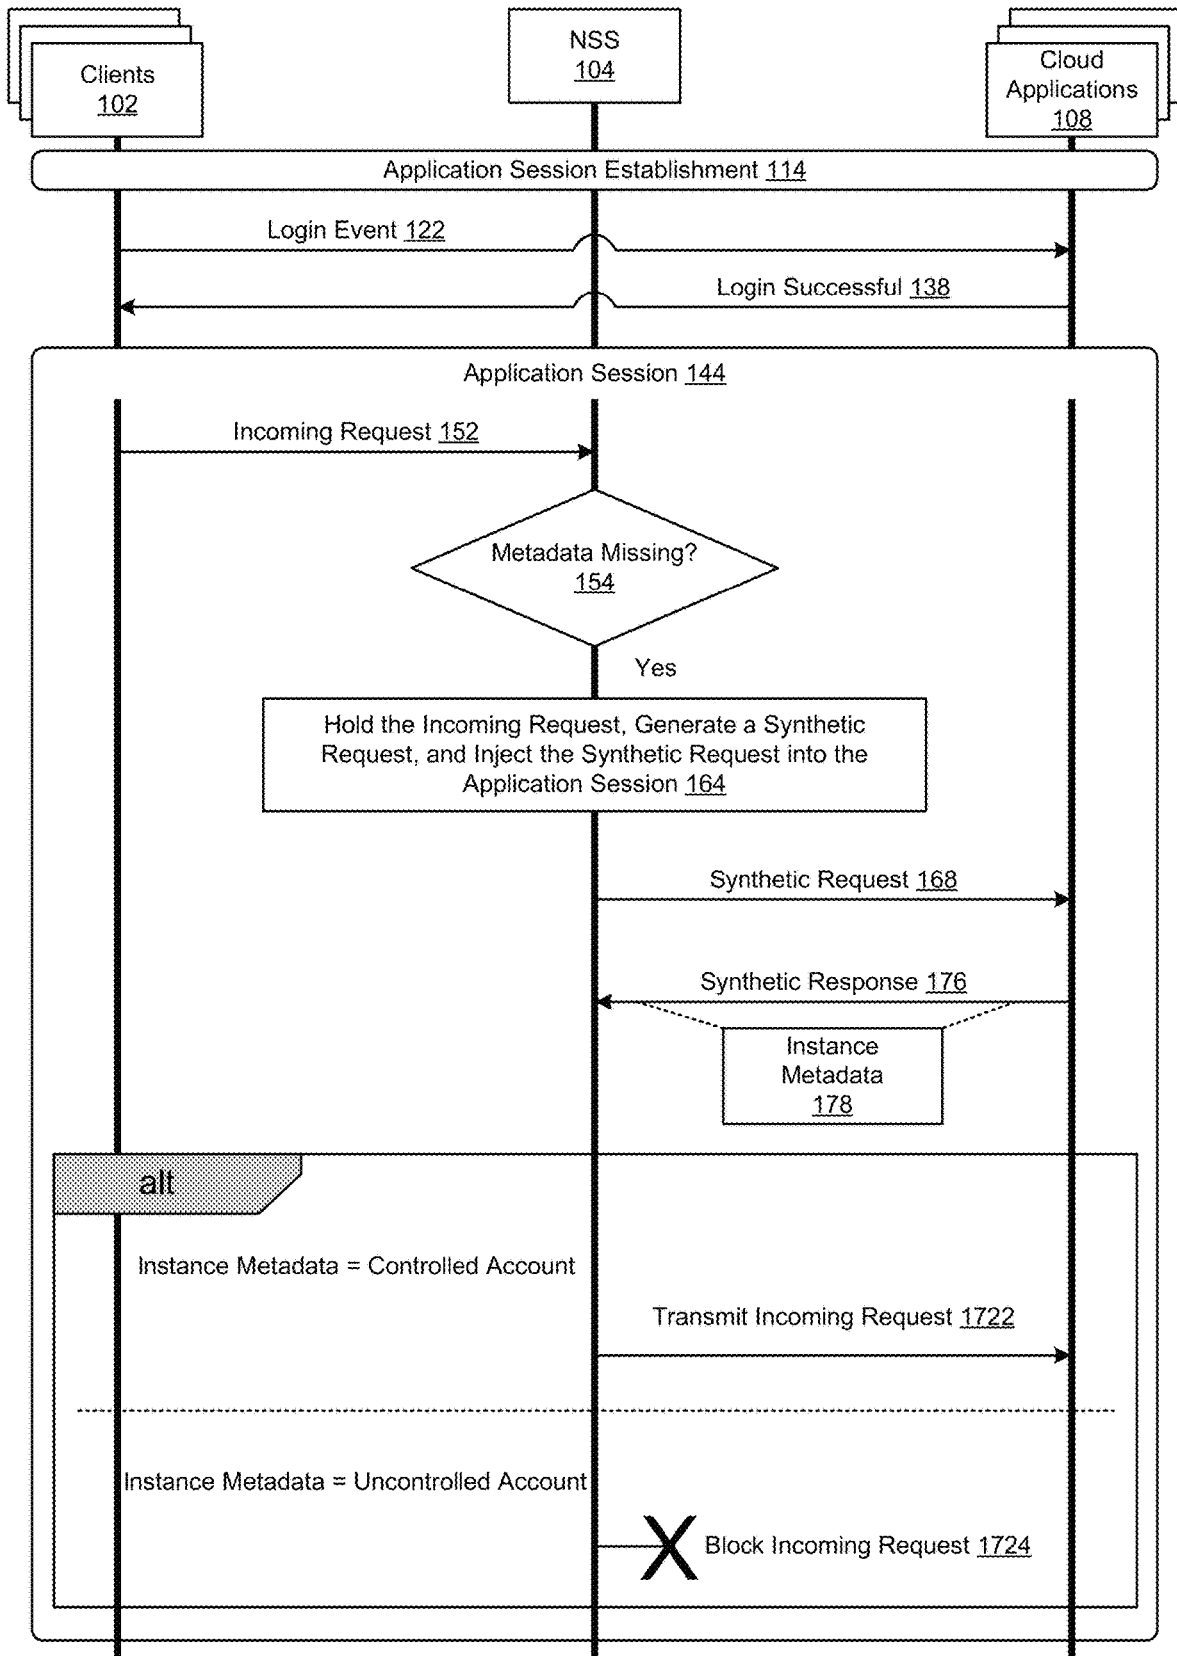 Clients
102
NSS
104
Cloud
Applications
108
Application Session Establishment 114
Login Event 122
Login Successful 138
Application Session 144
Incoming Request 152
Metadata Missing?
154
Yes
Hold the Incoming Request, Generate a Synthetic
Request, and Inject the Synthetic Request into the
Application Session 164
Synthetic Request 168
Synthetic Response 176
Instance
Metadata
178
alt
Instance Metadata = Controlled Account
Transmit Incoming Request 1722
Instance Metadata = Uncontrolled Account
Block Incoming Request 1724